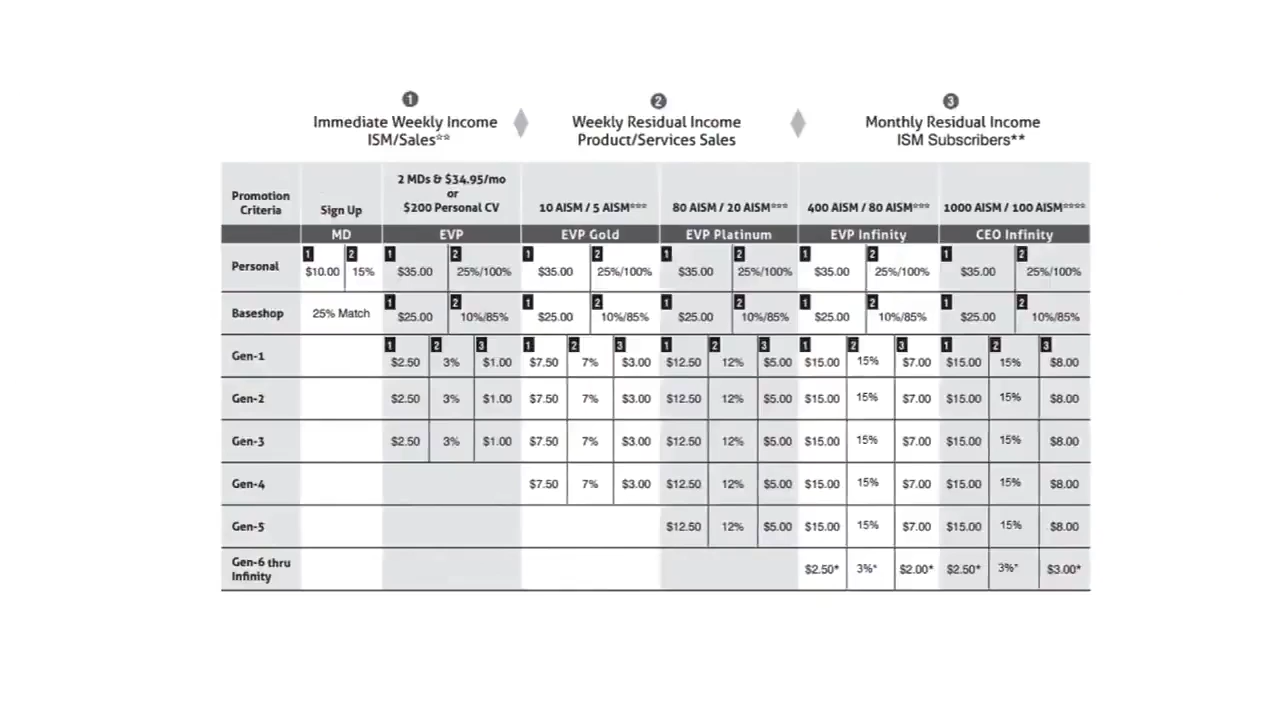 1 2 3
Immediate Weekly Income Weekly Residual Income Monthly Residual Income
ISM/Sales** Product/Services Sales ISM Subscribers**
Promotion Criteria
Sign Up
2 MDs & $34.95/mo
or
$200 Personal CV
10 AISM / 5 AISM***
80 AISM / 20 AISM***
400 AISM / 80 AISM***
1000 AISM / 100 AISM****
MD EVP EVP Gold EVP Platinum EVP Infinity CEO Infinity
1 2 1 2 1 2 1 2 1 2 1 2
Personal $10.00 15% $35.00 25%/100% $35.00 25%/100% $35.00 25%/100% $35.00 25%/100% $35.00 25%/100%
1 2 1 2 1 2 1 2 1 2
Baseshop 25% Match $25.00 10%/85% $25.00 10%/85% $25.00 10%/85% $25.00 10%/85% $25.00 10%/85%
1 2 3 1 2 3 1 2 3 1 2 3 1 2 3
Gen-1 $2.50 3% $1.00 $7.50 7% $3.00 $12.50 12% $5.00 $15.00 15% $7.00 $15.00 15% $8.00
Gen-2 $2.50 3% $1.00 $7.50 7% $3.00 $12.50 12% $5.00 $15.00 15% $7.00 $15.00 15% $8.00
Gen-3 $2.50 3% $1.00 $7.50 7% $3.00 $12.50 12% $5.00 $15.00 15% $7.00 $15.00 15% $8.00
Gen-4 $7.50 7% $3.00 $12.50 12% $5.00 $15.00 15% $7.00 $15.00 15% $8.00
Gen-5 $12.50 12% $5.00 $15.00 15% $7.00 $15.00 15% $8.00
Gen-6 thru
Infinity $2.50* 3%* $2.00* $2.50* 3%* $3.00*